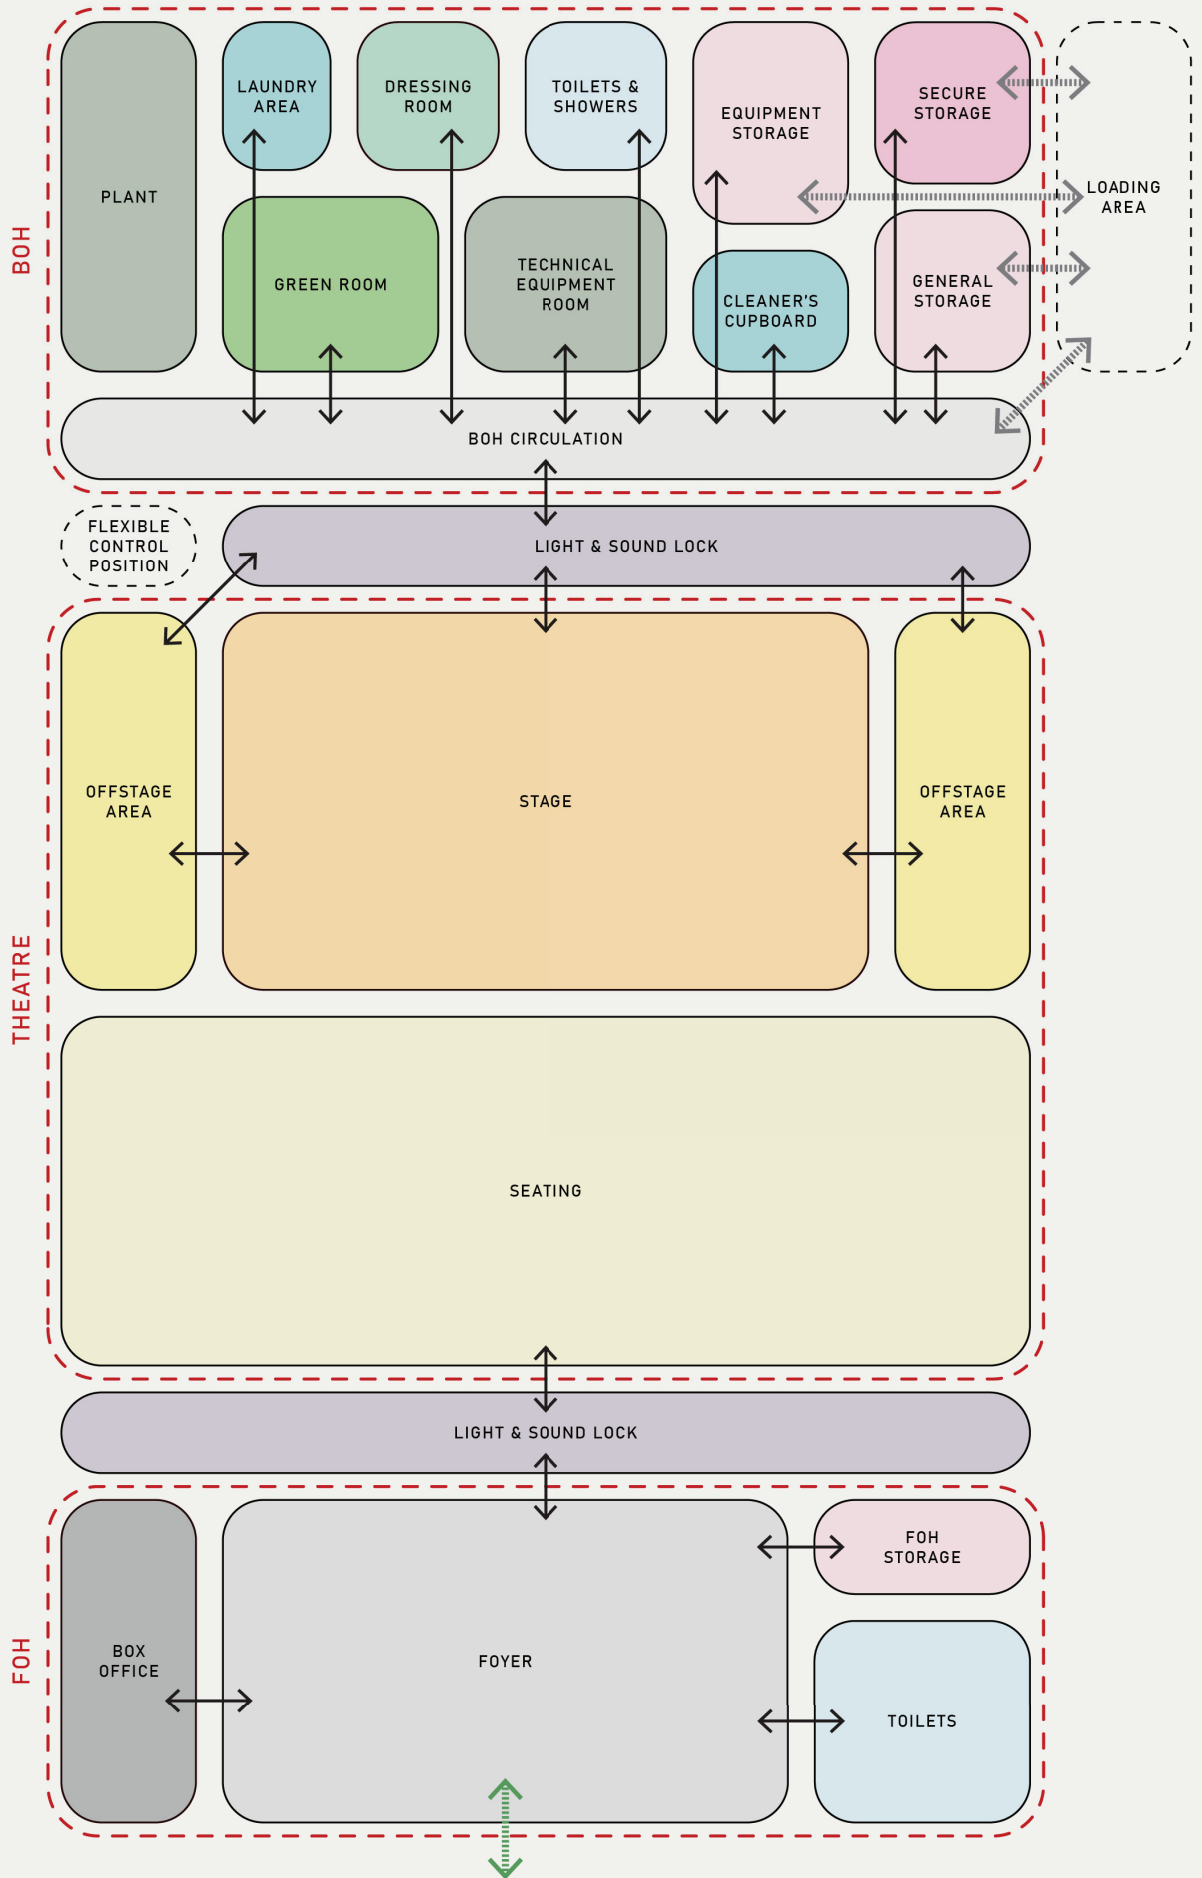 BOH
PLANT
LAUNDRY
AREA
DRESSING
ROOM
TOILETS &
SHOWERS
EQUIPMENT
STORAGE
SECURE
STORAGE
LOADING
AREA
GREEN ROOM
TECHNICAL
EQUIPMENT
ROOM
CLEANER'S
CUPBOARD
GENERAL
STORAGE
BOH CIRCULATION
FLEXIBLE
CONTROL
POSITION
LIGHT & SOUND LOCK
THEATRE
OFFSTAGE
AREA
STAGE
OFFSTAGE
AREA
SEATING
LIGHT & SOUND LOCK
FOH
BOX
OFFICE
FOYER
FOH
STORAGE
TOILETS